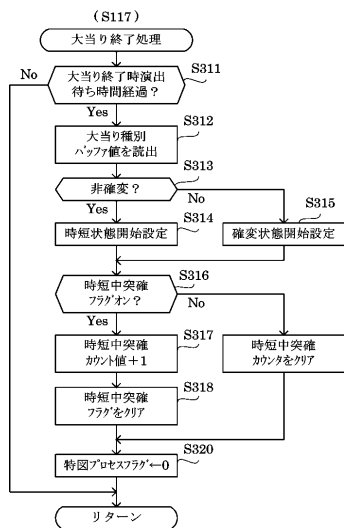 (S117)
大当り終了処理
No
S311
大当り終了時演出
待ち時間経過?
Yes
S312
大当り種別
バッファ値を読出
S313
非確変?
No
Yes
S314
S315
時短状態開始設定
確変状態開始設定
S316
時短中突確
フラグオン?
No
Yes
S317
時短中突確
カウント値+1
時短中突確
カウンタをクリア
S318
時短中突確
フラグをクリア
S320
特図プロセスフラグ←0
リターン